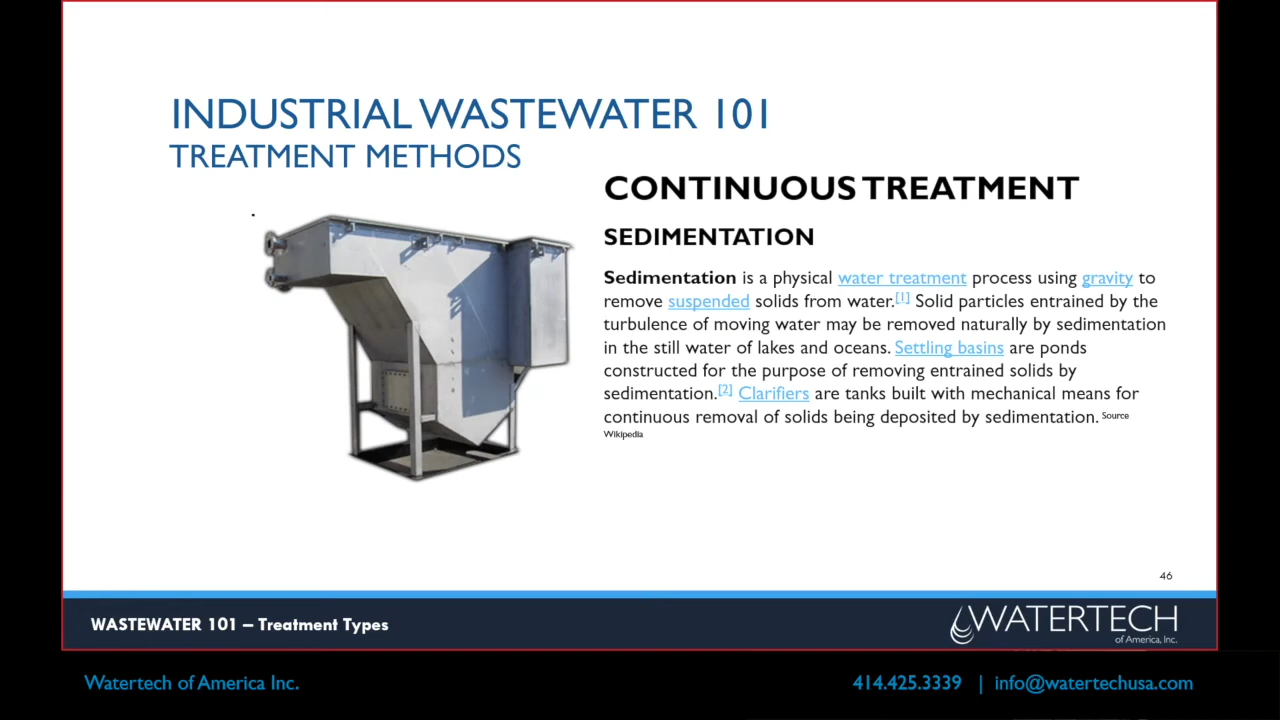 INDUSTRIAL WASTEWATER 101
TREATMENT METHODS
CONTINUOUS TREATMENT
SEDIMENTATION
Sedimentation is a physical water treatment process using gravity to
remove suspended solids from water.[1] Solid particles entrained by the
turbulence of moving water may be removed naturally by sedimentation
in the still water of lakes and oceans. Settling basins are ponds
constructed for the purpose of removing entrained solids by
sedimentation.[2] Clarifiers are tanks built with mechanical means for
continuous removal of solids being deposited by sedimentation. Source
Wikipedia
46
WASTEWATER 101 – Treatment Types
WATERTECH
of America, Inc.
Watertech of America Inc.
414.425.3339 | info@watertechusa.com